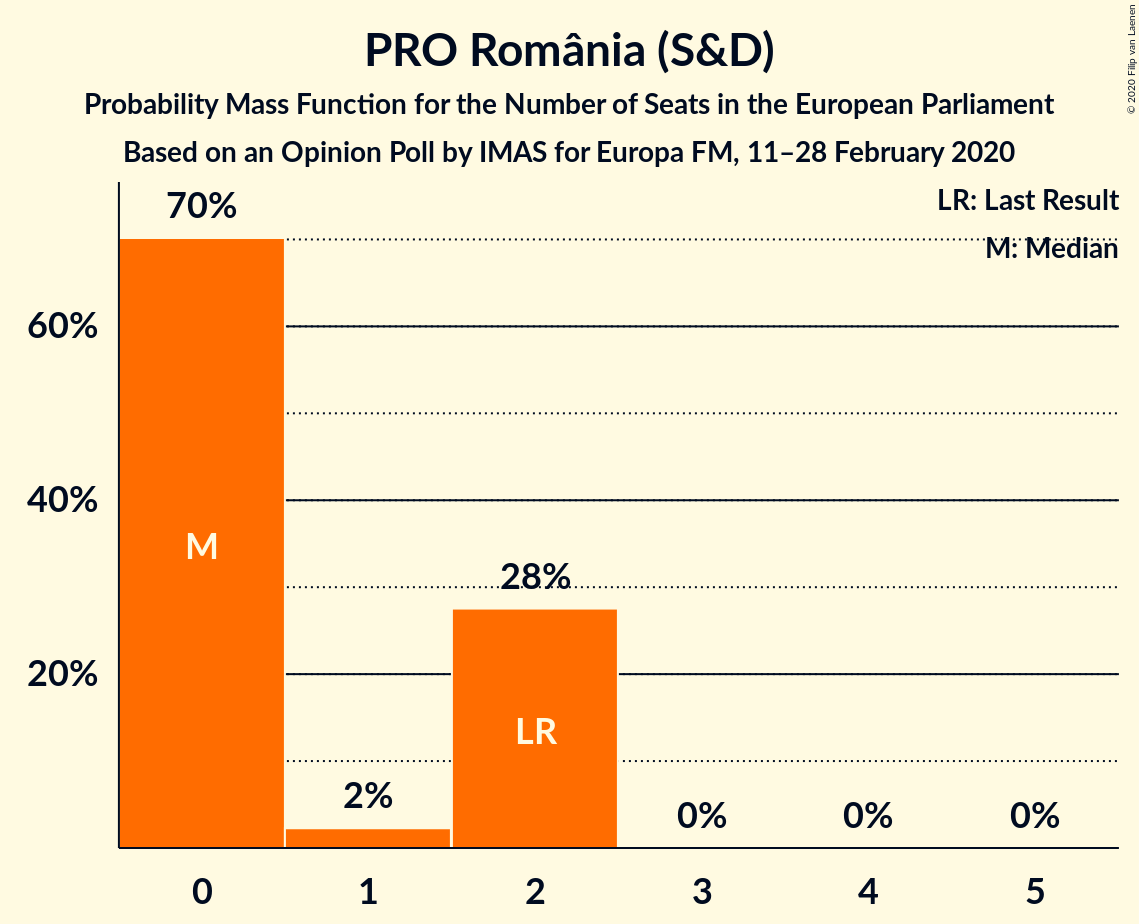 PRO România (S&D)
Probability Mass Function for the Number of Seats in the European Parliament
Based on an Opinion Poll by IMAS for Europa FM, 11–28 February 2020
© 2020 Filip van Laenen
LR: Last Result
M: Median
70%
60%
40%
20%
M
28%
LR
2%
0%
0%
0%
0 1 2 3 4 5